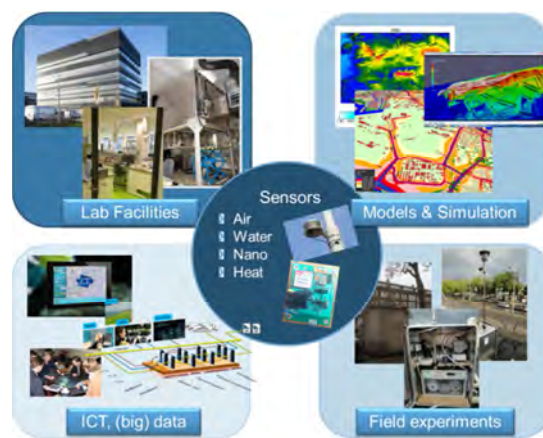 Lab Facilities
Models & Simulation
Sensors
Air
Water
Nano
Heat
ICT, (big) data
Field experiments